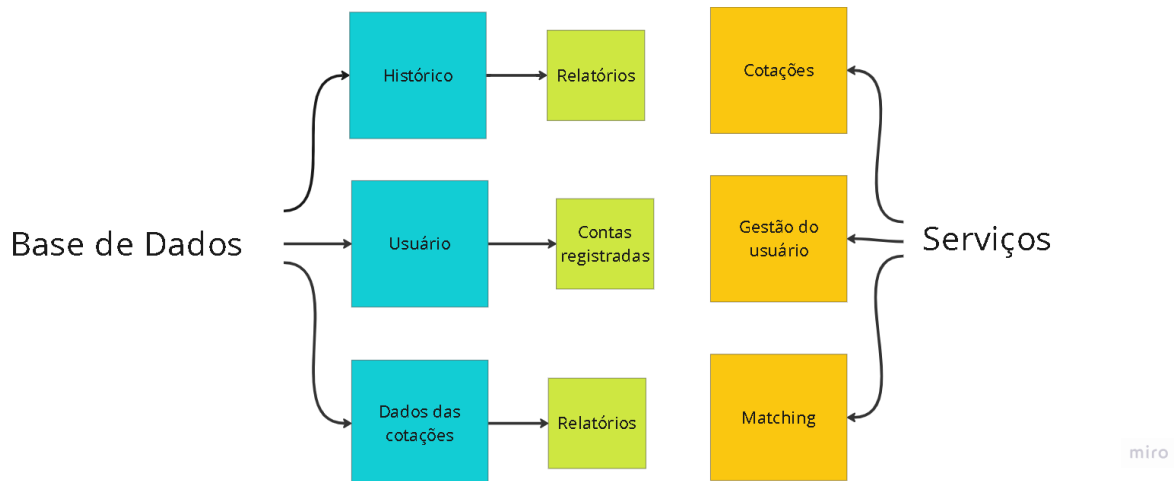 Histórico
Relatórios
Cotações
Base de Dados
Usuário
Contas
registradas
Gestão do
usuário
Serviços
Dados das
cotações
Relatórios
Matching
miro